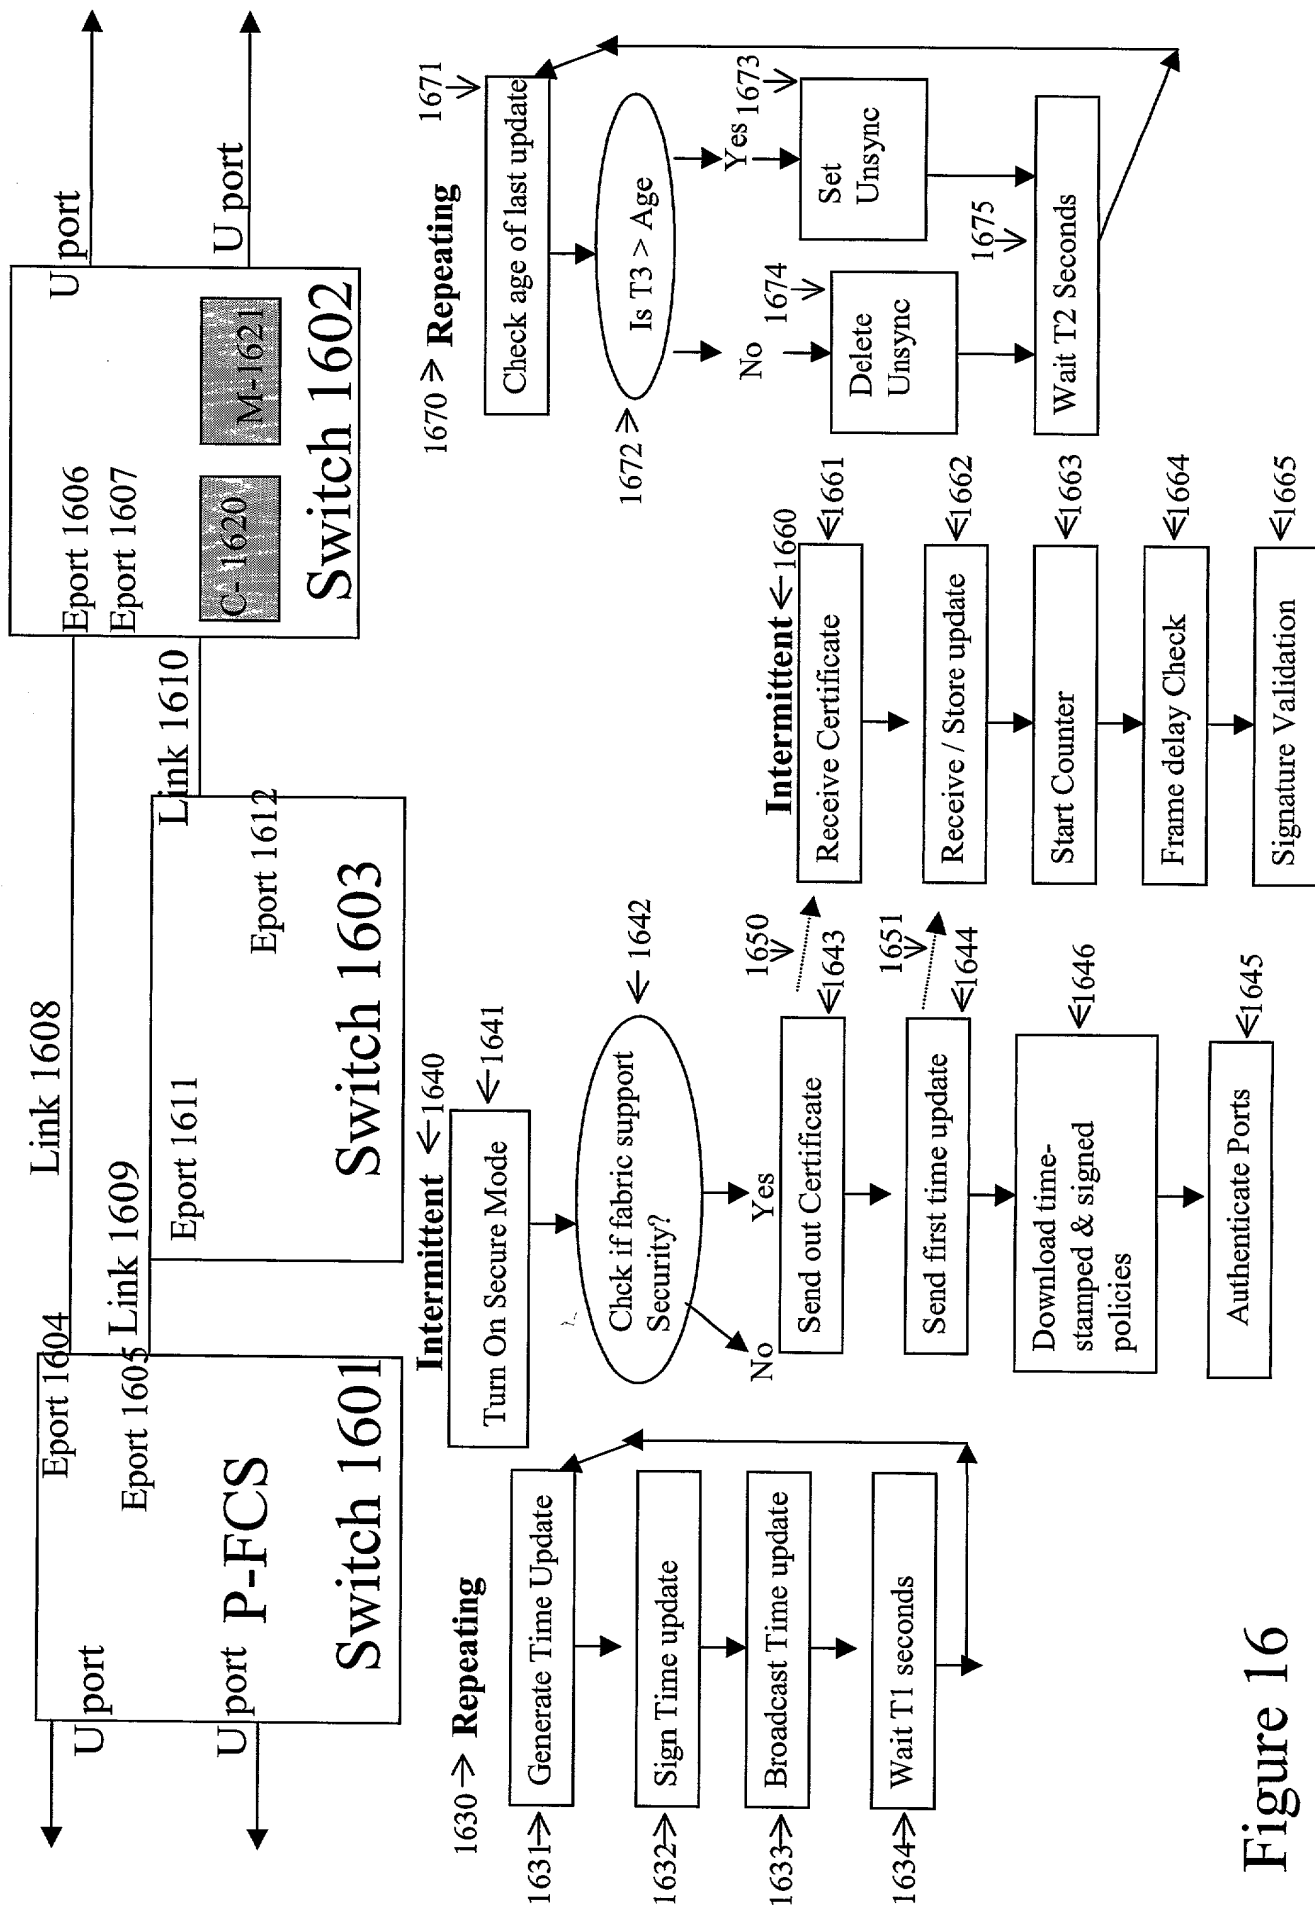 U port
U port
P-FCS
Switch 1601
Eport 1604
Eport 1605
Link 1608
Link 1609
Eport 1611
Eport 1612
Switch 1603
Link 1610
Eport 1606
Eport 1607
C-1620
M-1621
Switch 1602
U port
U port
1630
Repeating
1631
Generate Time Update
1632
Sign Time update
1633
Broadcast Time update
1634
Wait T1 seconds
Intermittent
1640
Turn On Secure Mode
1641
Chck if fabric support
Security?
1642
No
Yes
Send out Certificate
1643
1650
Send first time update
1644
1651
Download time-
stamped & signed
policies
1646
Authenticate Ports
1645
Intermittent
1660
Receive Certificate
1661
Receive / Store update
1662
Start Counter
1663
Frame delay Check
1664
Signature Validation
1665
1670
Repeating
1671
Check age of last update
1672
Is T3 > Age
No
Yes
1674
1673
Delete
Unsync
Set
Unsync
1675
Wait T2 Seconds
Figure 16